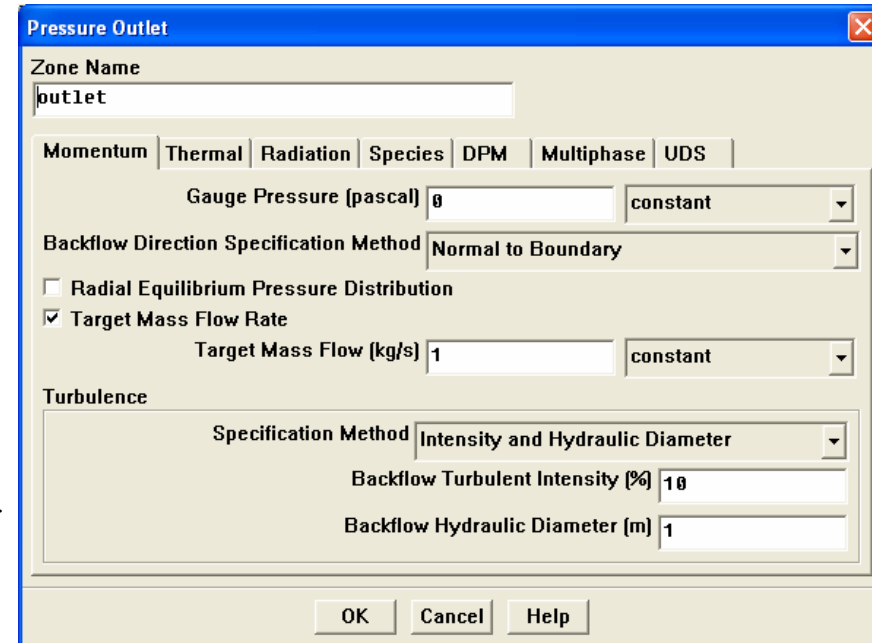 Pressure Outlet
Zone Name
outlet
Momentum Thermal Radiation Species DPM Multiphase UDS
Gauge Pressure (pascal) 0 constant
Backflow Direction Specification Method Normal to Boundary
Radial Equilibrium Pressure Distribution
Target Mass Flow Rate
Target Mass Flow (kg/s) 1 constant
Turbulence
Specification Method Intensity and Hydraulic Diameter
Backflow Turbulent Intensity (%) 10
Backflow Hydraulic Diameter (m) 1
OK Cancel Help